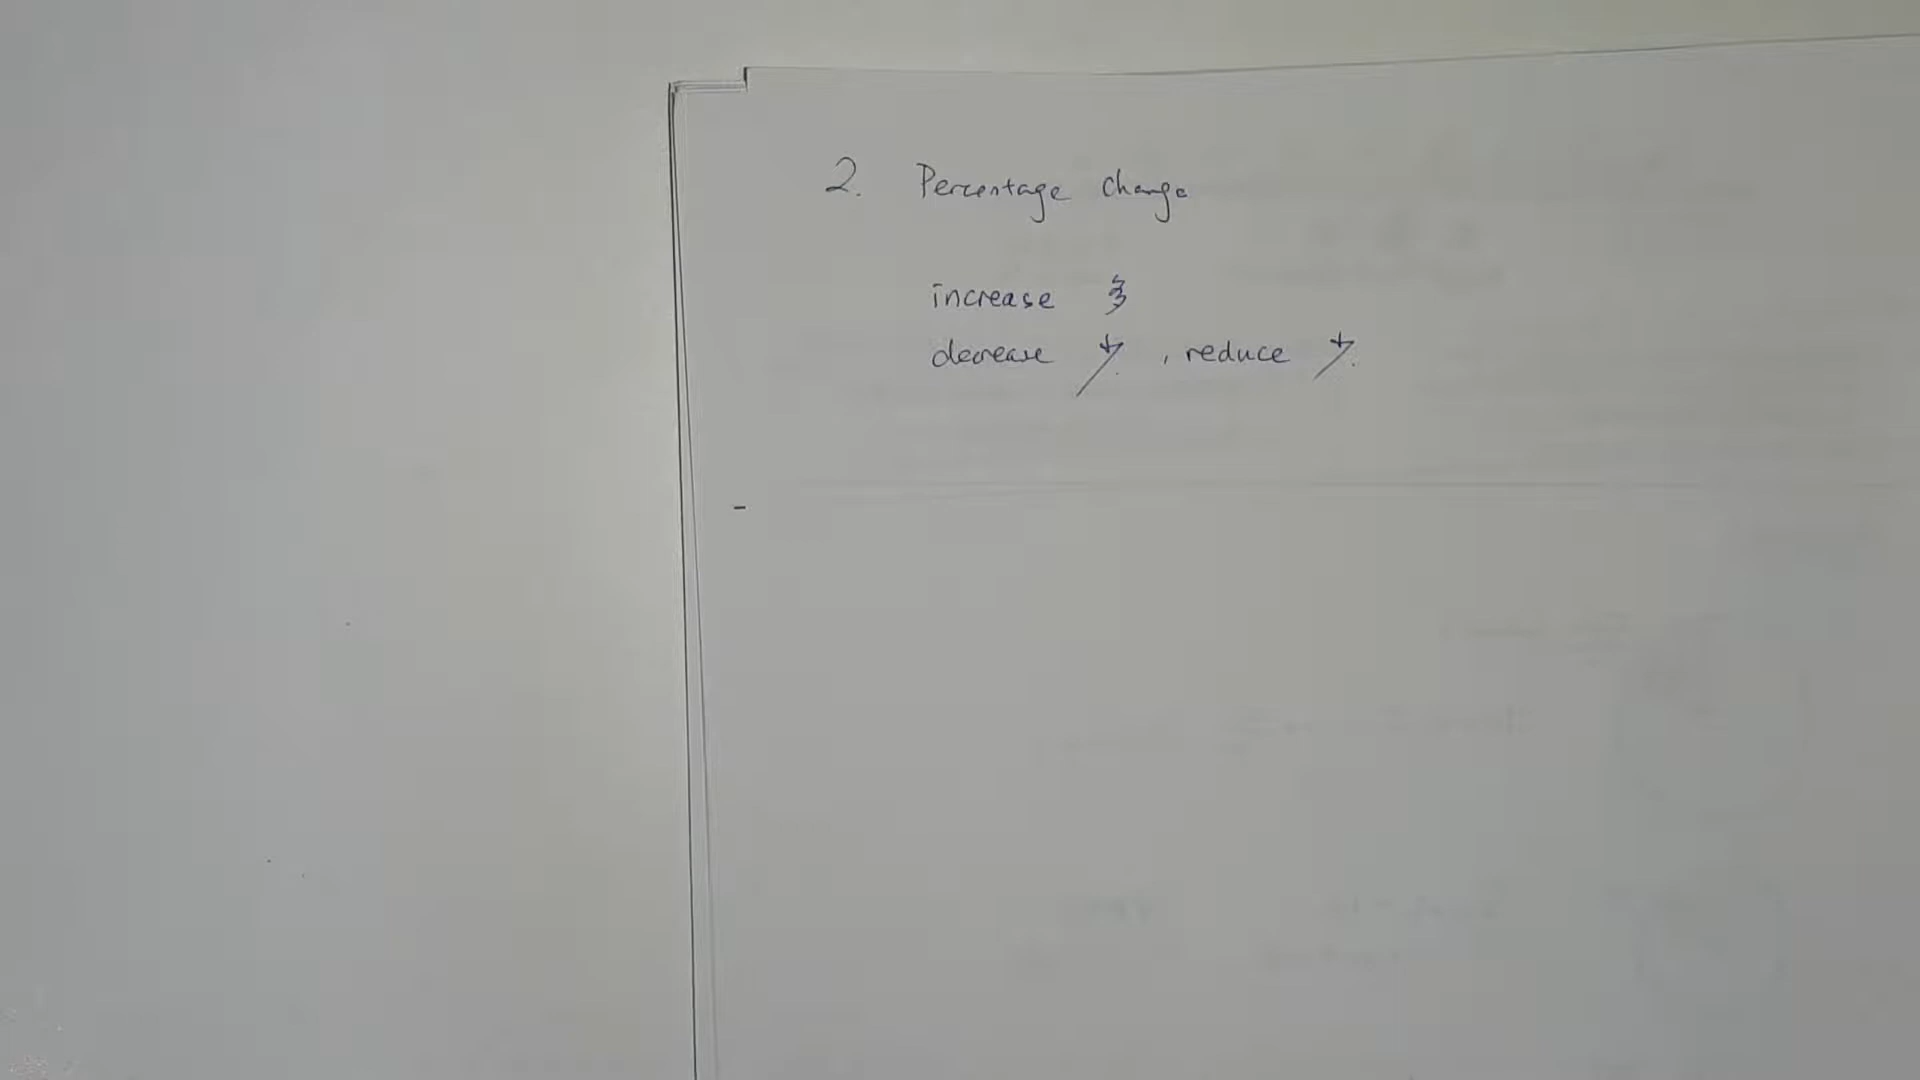 2. Percentage change
increase 多
decrease 少, reduce 少